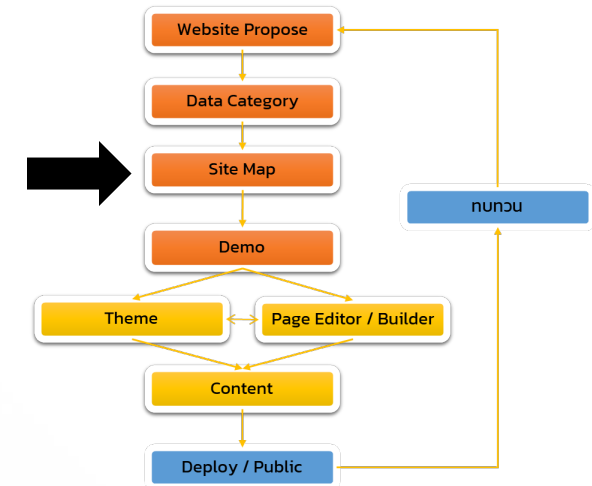 Website Propose
Data Category
Site Map
ทบทวน
Demo
Theme
Page Editor / Builder
Content
Deploy / Public